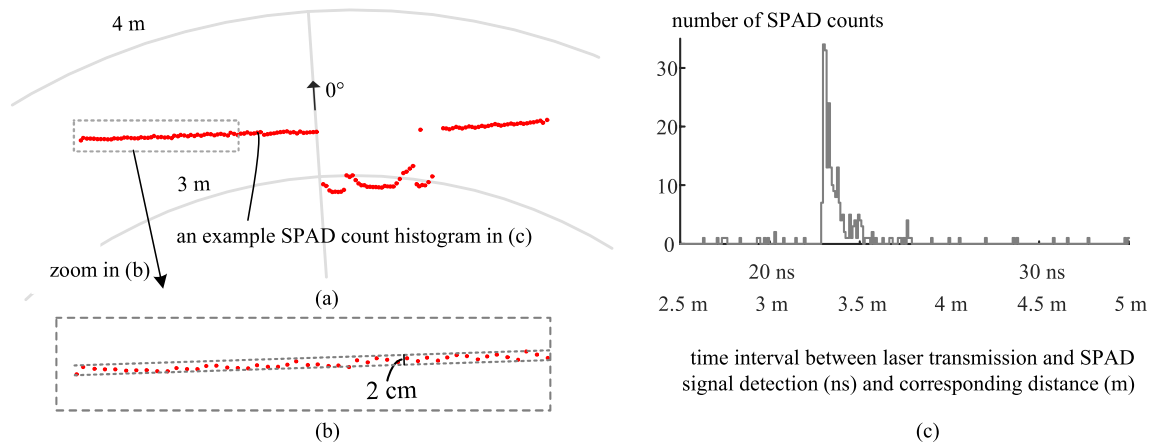 4 m
0°
3 m
an example SPAD count histogram in (c)
zoom in (b)
(a)
2 cm
(b)
number of SPAD counts
30
20
10
0
20 ns
30 ns
2.5 m
3 m
3.5 m
4 m
4.5 m
5 m
time interval between laser transmission and SPAD
signal detection (ns) and corresponding distance (m)
(c)